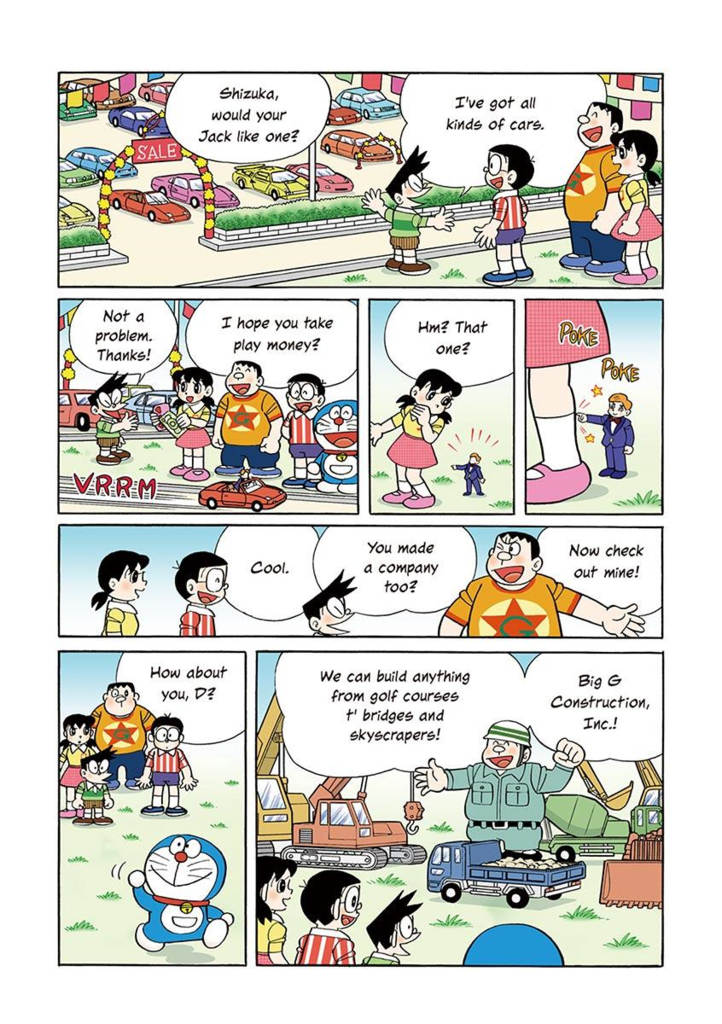 I've got all
kinds of cars.
Shizuka,
would your
Jack like one?
SALE
G
POKE
POKE
Hm? That
one?
I hope you take
play money?
Not a
problem.
Thanks!
G
VRRM
Now check
out mine!
G
You made
a company
too?
Cool.
Big G
Construction,
Inc.!
We can build anything
from golf courses
t' bridges and
skyscrapers!
How about
you, D?
G